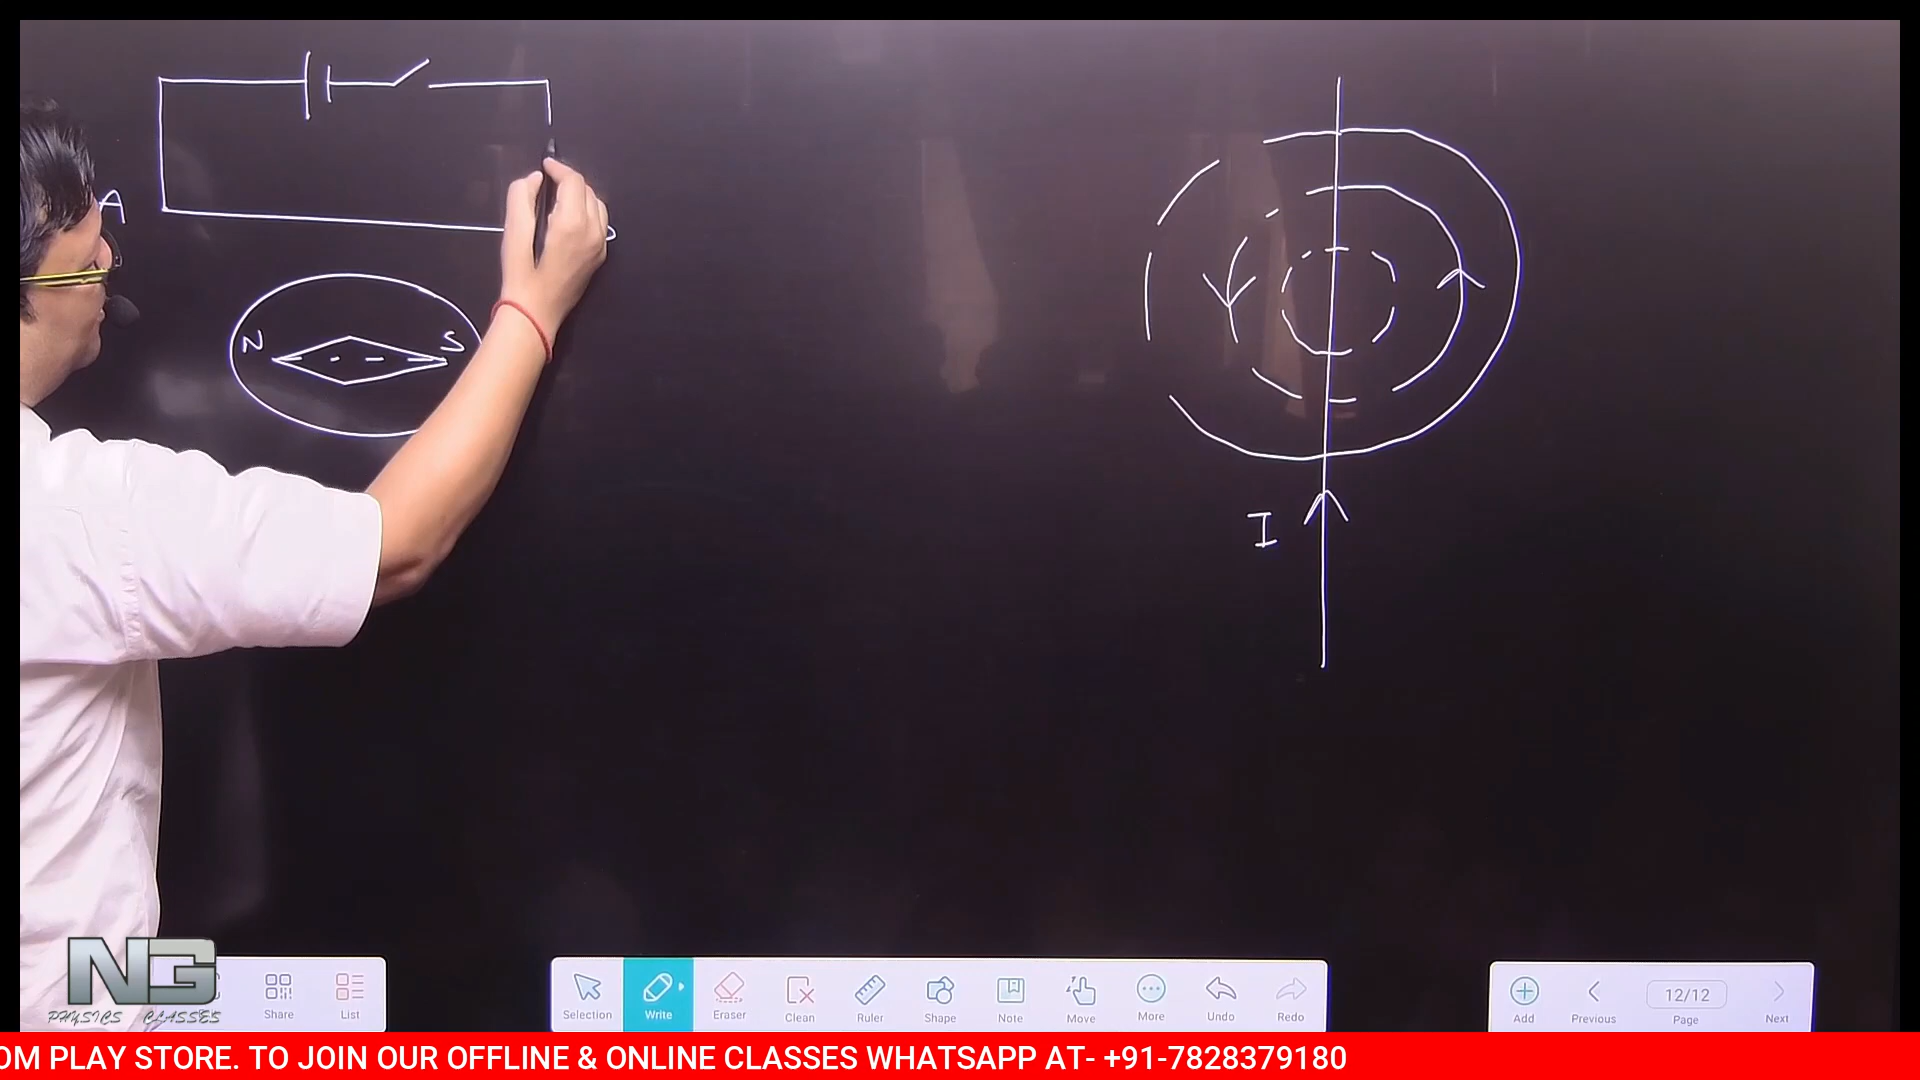 A
N
S
I
NG
PHYSICS CLASSES
Share
List
Selection
Write
Eraser
Clean
Ruler
Shape
Note
Move
More
Undo
Redo
Add
Previous
12/12
Page
Next
OM PLAY STORE. TO JOIN OUR OFFLINE & ONLINE CLASSES WHATSAPP AT- +91-7828379180